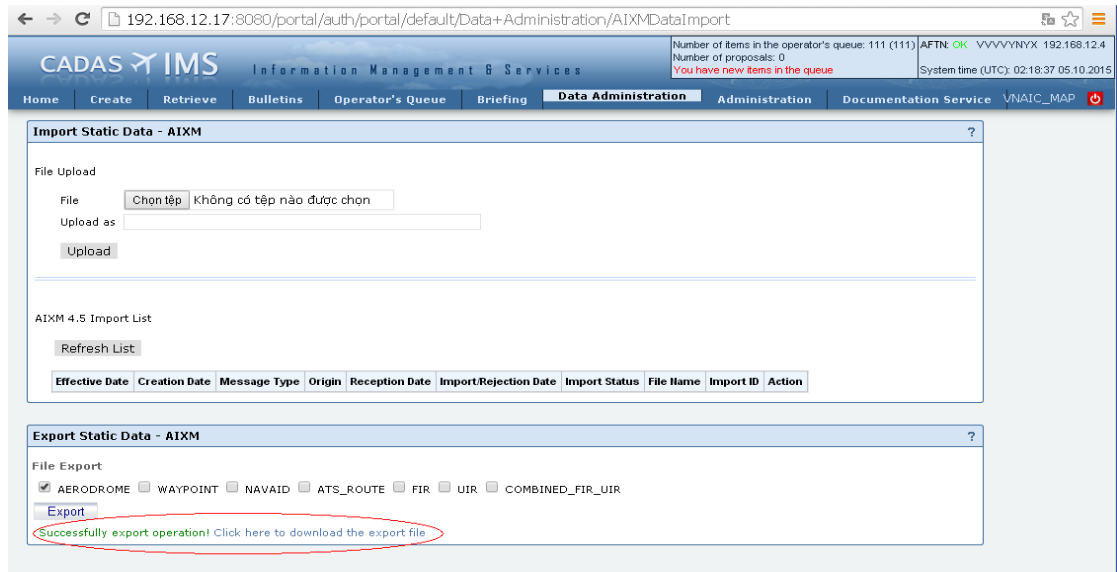 192.168.12.17:8080/portal/auth/portal/default/Data+Administration/AIXMDataImport
CADAS IMS Information Management & Services
Number of items in the operator's queue: 111 (111)
Number of proposals: 0
You have new items in the queue
AFTN: OK VVVVYNYX 192.168.12.4
System time (UTC): 02:18:37 05.10.2015
Home Create Retrieve Bulletins Operator's Queue Briefing Data Administration Administration Documentation Service VNAIC_MAP
Import Static Data - AIXM ?
File Upload
File Chọn tệp Không có tệp nào được chọn
Upload as
Upload
AIXM 4.5 Import List
Refresh List
Effective Date Creation Date Message Type Origin Reception Date Import/Rejection Date Import Status File Name Import ID Action
Export Static Data - AIXM ?
File Export
AERODROME WAYPOINT NAVAID ATS_ROUTE FIR UIR COMBINED_FIR_UIR
Export
Successfully export operation! Click here to download the export file